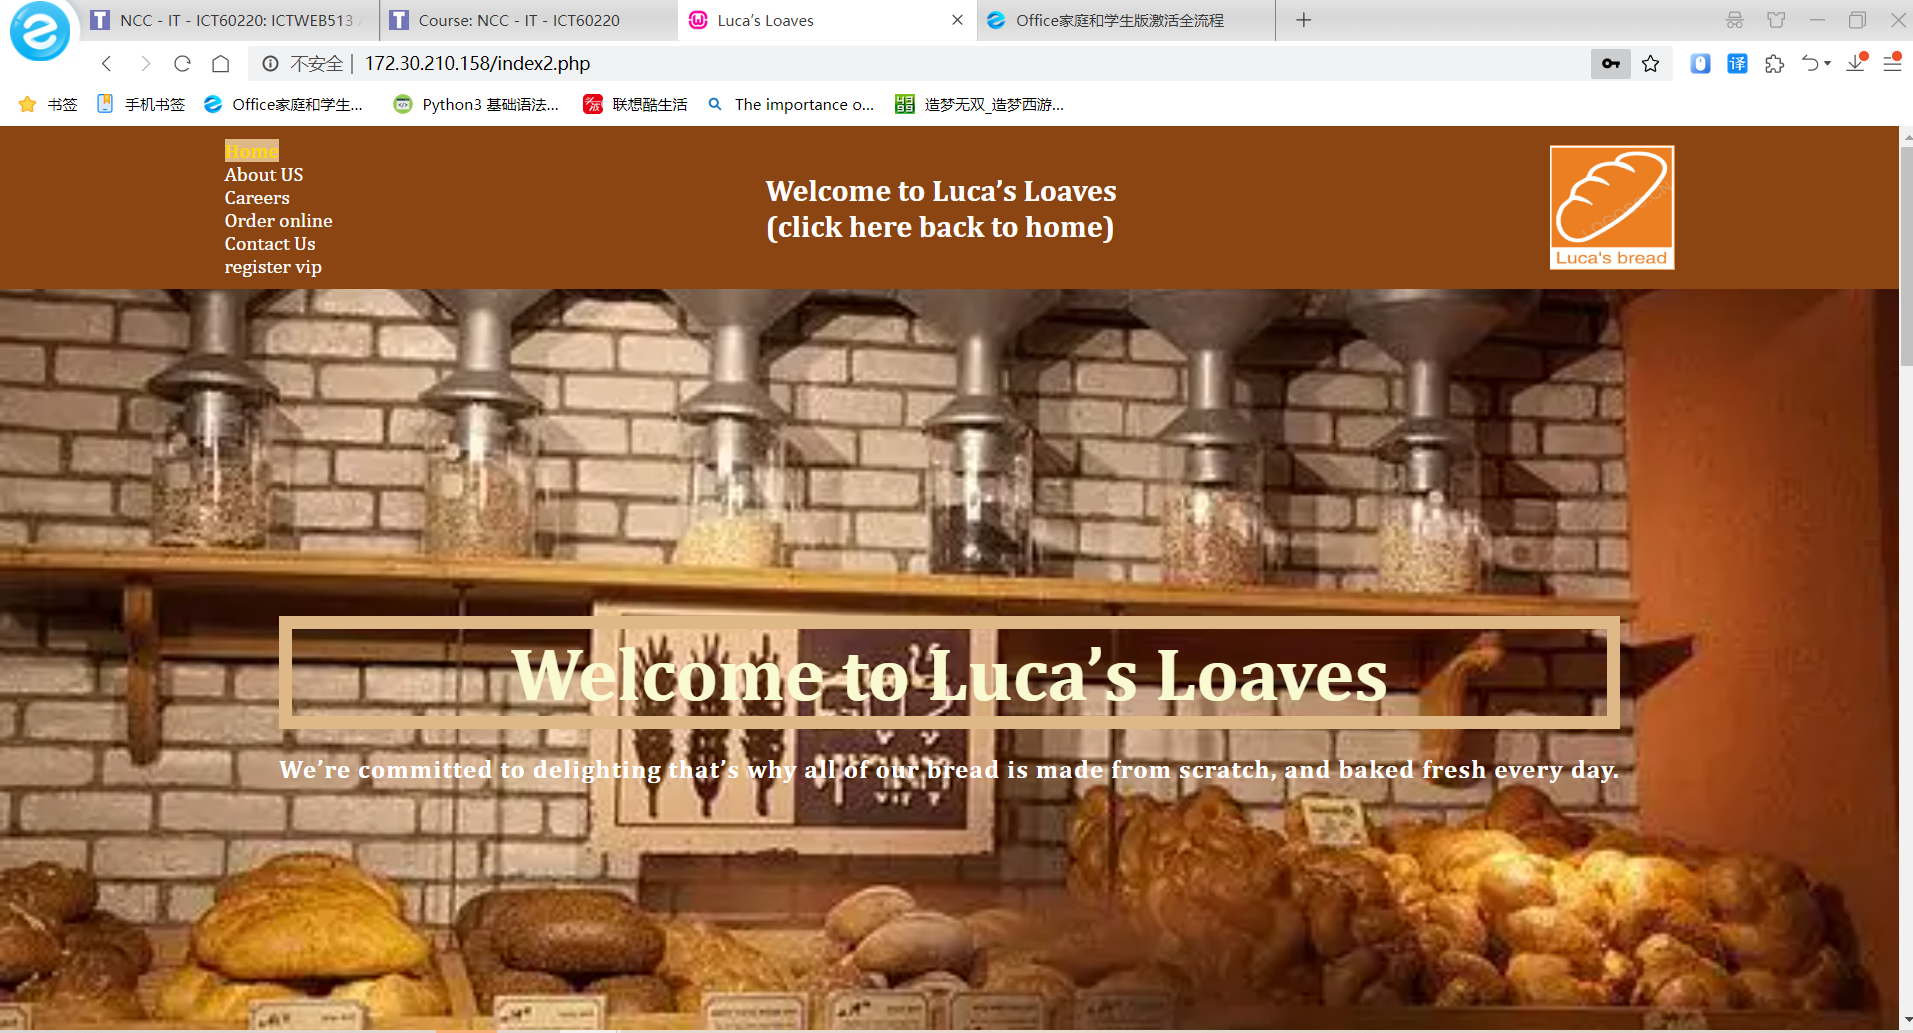 NCC - IT - ICT60220: ICTWEB513
Course: NCC - IT - ICT60220
Luca’s Loaves
Office家庭和学生版激活全流程
不安全
172.30.210.158/index2.php
译
书签
手机书签
Office家庭和学生...
Python3 基础语法...
联想酷生活
The importance o...
造梦无双_造梦西游...
Home
About US
Careers
Order online
Contact Us
register vip
Welcome to Luca’s Loaves
(click here back to home)
Luca's bread
Welcome to Luca’s Loaves
We’re committed to delighting that’s why all of our bread is made from scratch, and baked fresh every day.